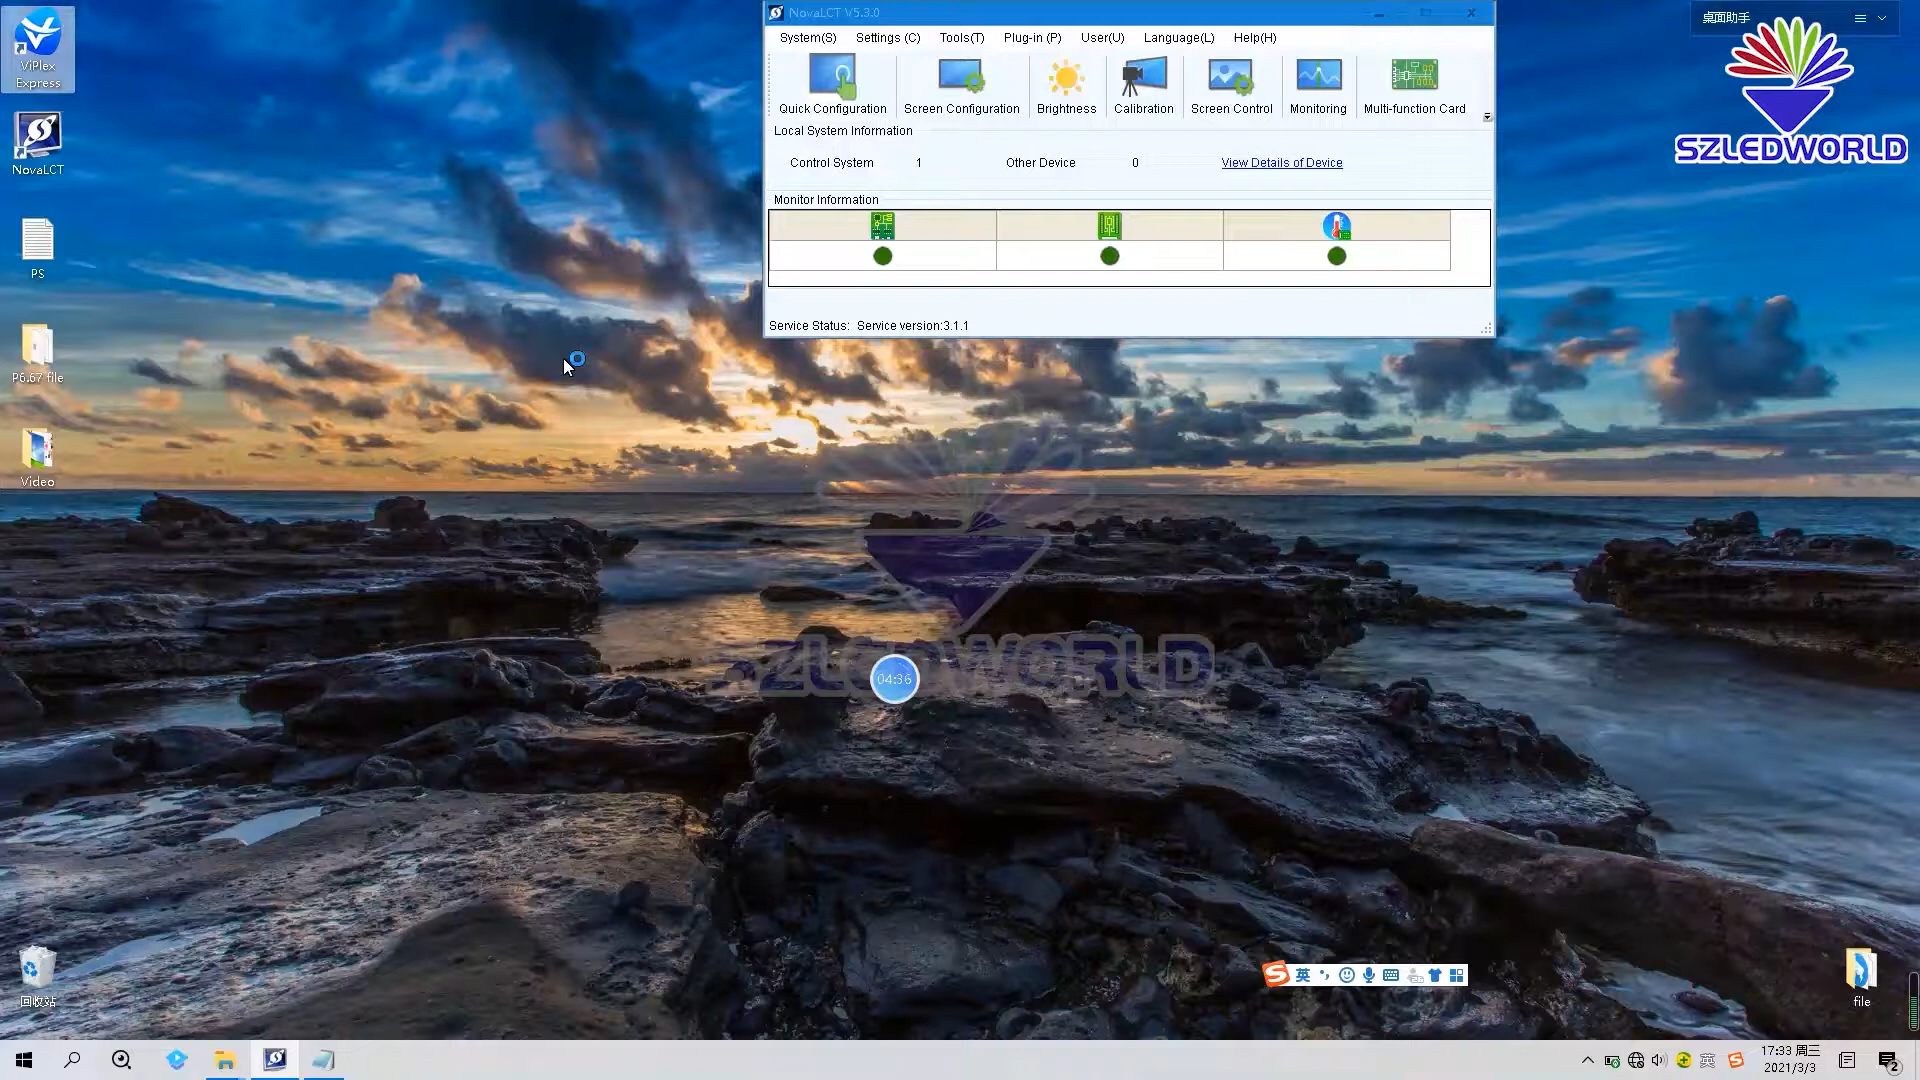 NovaLCT V5.3.0
System(S) Settings (C) Tools(T) Plug-in (P) User(U) Language(L) Help(H)
Quick Configuration Screen Configuration Brightness Calibration Screen Control Monitoring Multi-function Card
Local System Information
Control System 1 Other Device 0 View Details of Device
Monitor Information
Service Status: Service version:3.1.1
桌面助手
SZLEDWORLD
ViPlex
Express
NovaLCT
PS
P6.67 file
Video
SZLEDWORLD
04:36
英
回收站
file
英
17:33 周三
2021/3/3
2